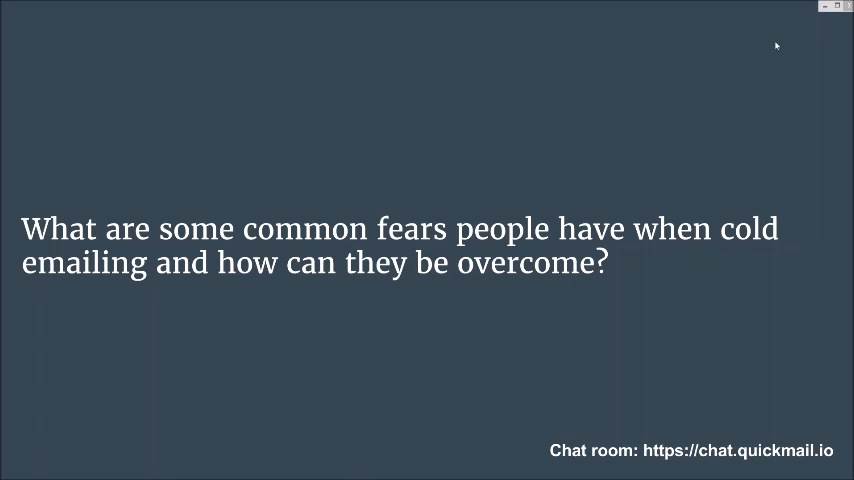 What are some common fears people have when cold
emailing and how can they be overcome?
Chat room: https://chat.quickmail.io